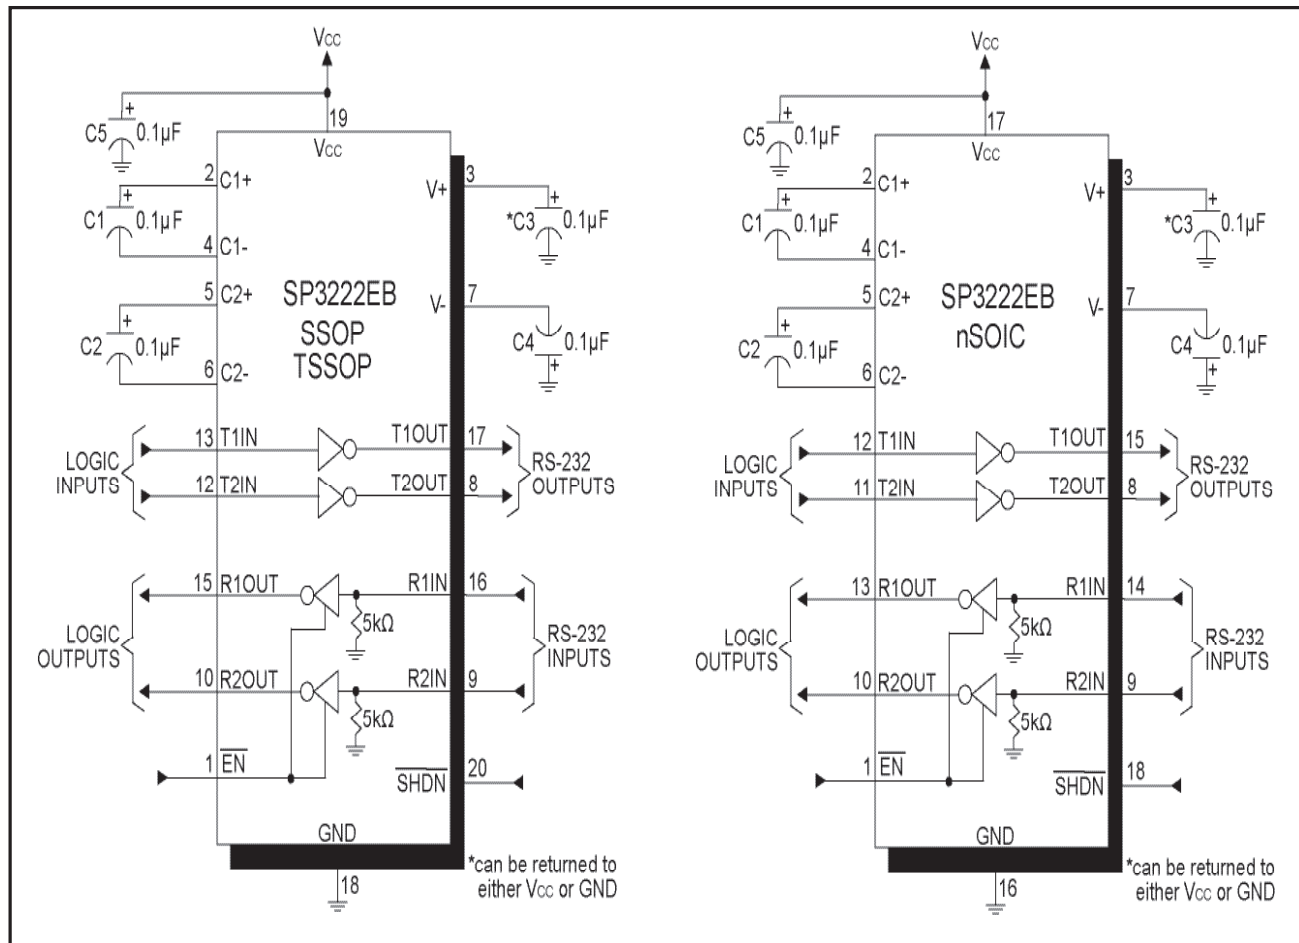 VCC
19
C5 + 0.1µF
VCC
2 C1+
+
C1 0.1µF
4 C1-
5 C2+
+
C2 0.1µF
6 C2-
V+ 3
+
*C3 0.1µF
V- 7
C4 0.1µF
+
SP3222EB
SSOP
TSSOP
LOGIC
INPUTS
13 T1IN
T1OUT 17
12 T2IN
T2OUT 8
RS-232
OUTPUTS
LOGIC
OUTPUTS
15 R1OUT
R1IN 16
5kΩ
10 R2OUT
R2IN 9
5kΩ
RS-232
INPUTS
1 EN
SHDN 20
GND
18
*can be returned to
either VCC or GND
VCC
17
C5 + 0.1µF
VCC
2 C1+
+
C1 0.1µF
4 C1-
5 C2+
+
C2 0.1µF
6 C2-
V+ 3
+
*C3 0.1µF
V- 7
C4 0.1µF
+
SP3222EB
nSOIC
LOGIC
INPUTS
12 T1IN
T1OUT 15
11 T2IN
T2OUT 8
RS-232
OUTPUTS
LOGIC
OUTPUTS
13 R1OUT
R1IN 14
5kΩ
10 R2OUT
R2IN 9
5kΩ
RS-232
INPUTS
1 EN
SHDN 18
GND
16
*can be returned to
either VCC or GND